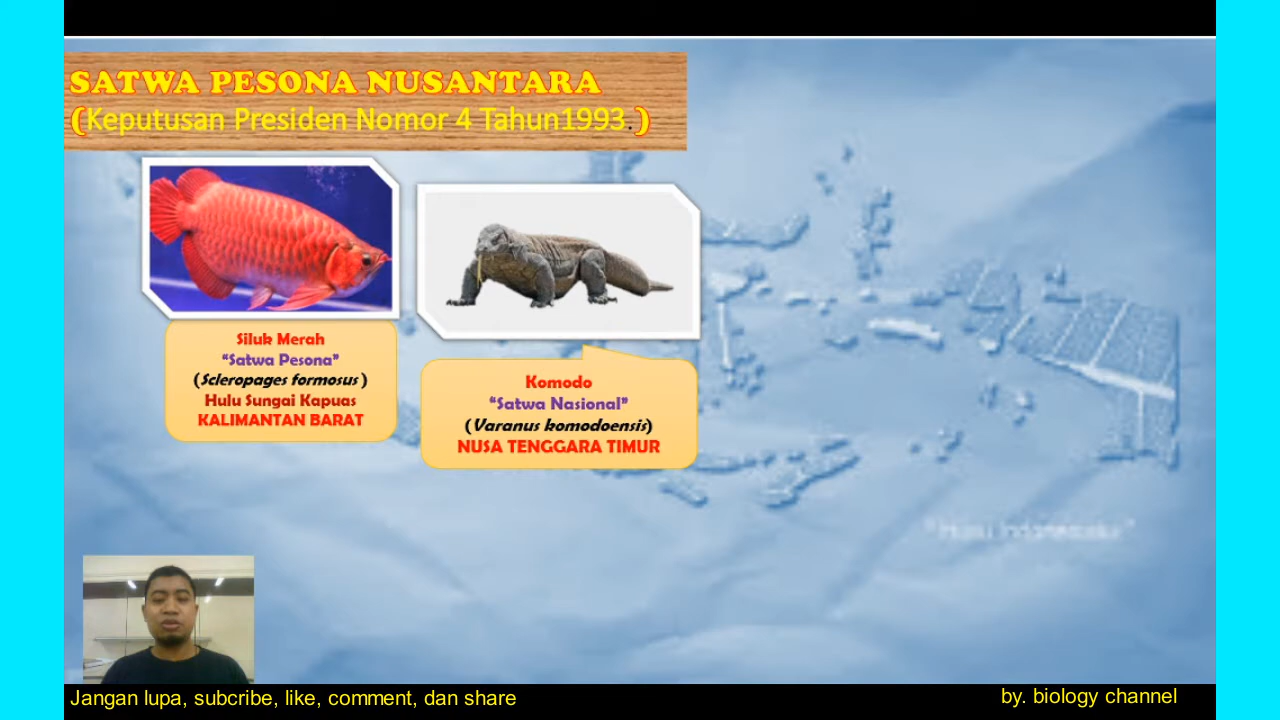 SATWA PESONA NUSANTARA
(Keputusan Presiden Nomor 4 Tahun1993.)
Siluk Merah
“Satwa Pesona”
(Scleropages formosus )
Hulu Sungai Kapuas
KALIMANTAN BARAT
Komodo
“Satwa Nasional”
(Varanus komodoensis)
NUSA TENGGARA TIMUR
Jangan lupa, subcribe, like, comment, dan share
by. biology channel